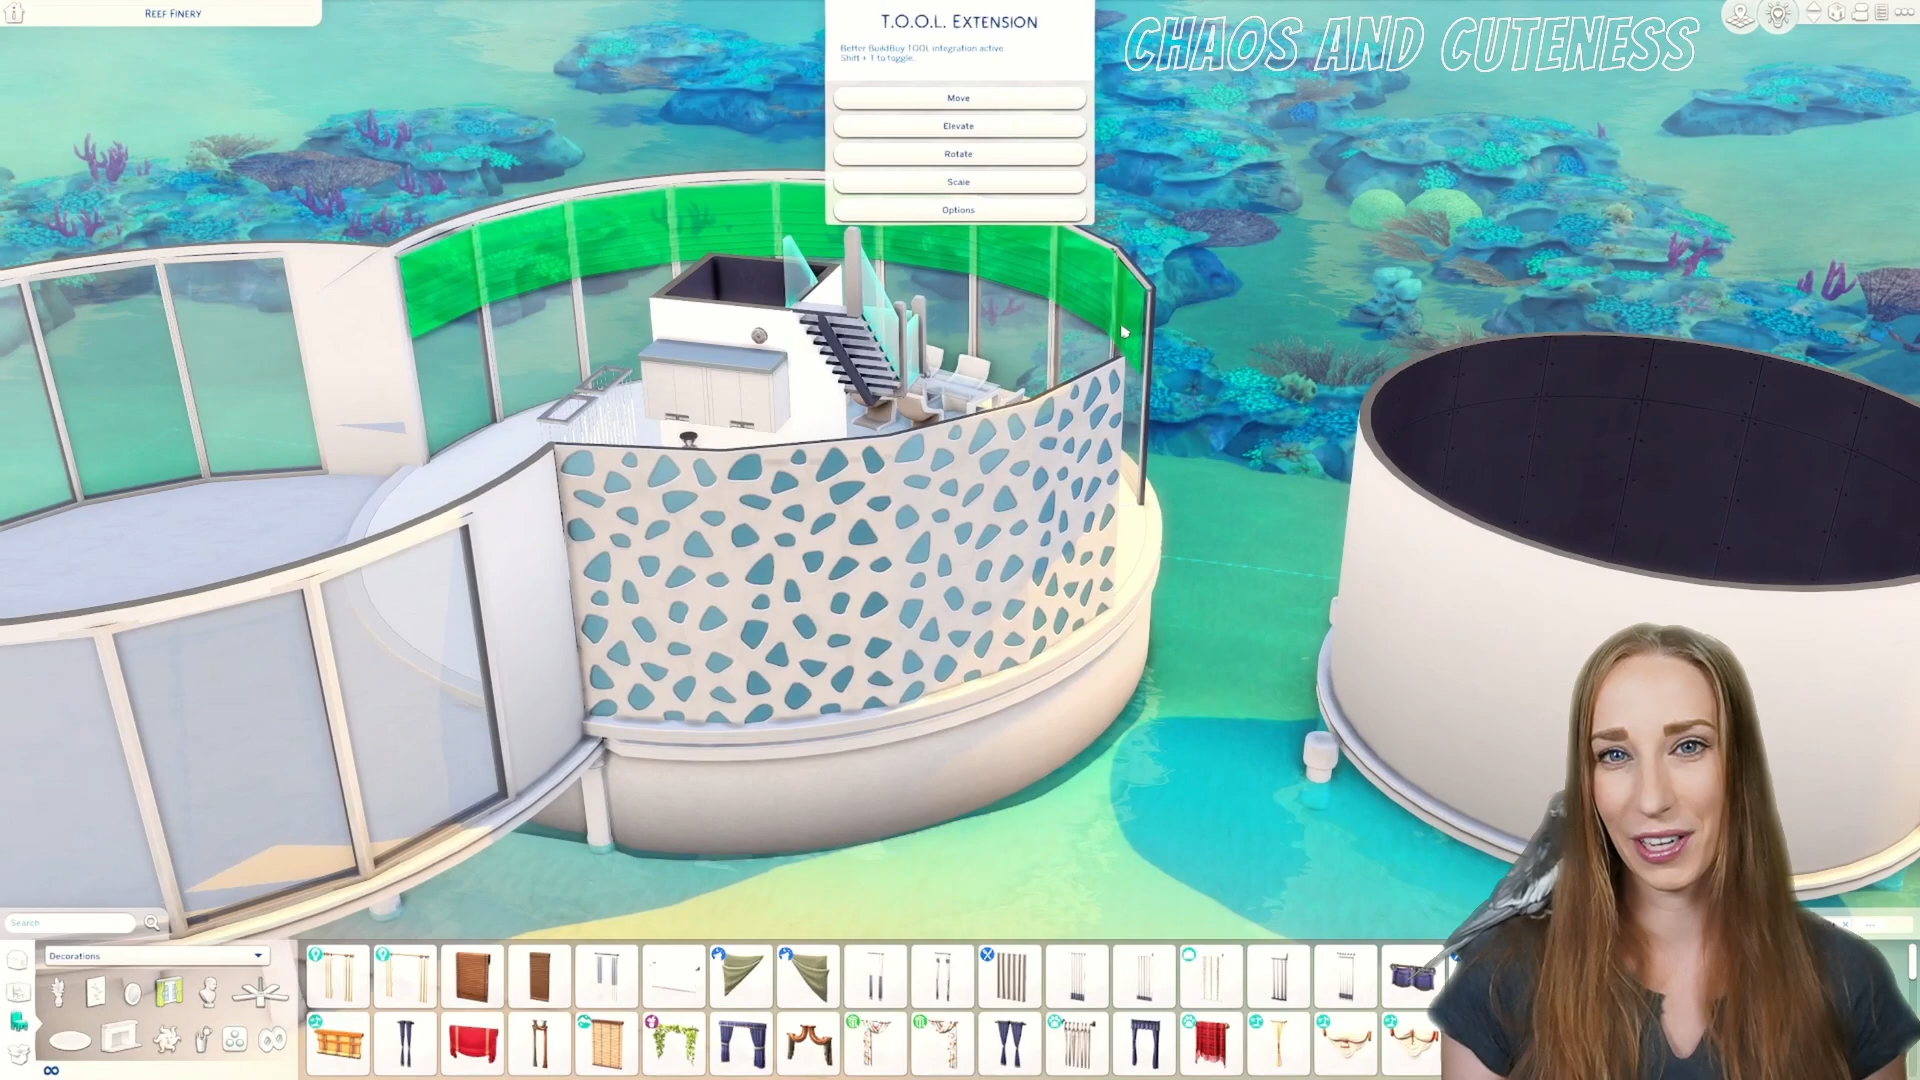 REEF FINERY
T.O.O.L. EXTENSION
CHAOS AND CUTENESS
Better BuildBuy TOOL integration active.
Shift + T to toggle.
Move
Elevate
Rotate
Scale
Options
Search
Decorations